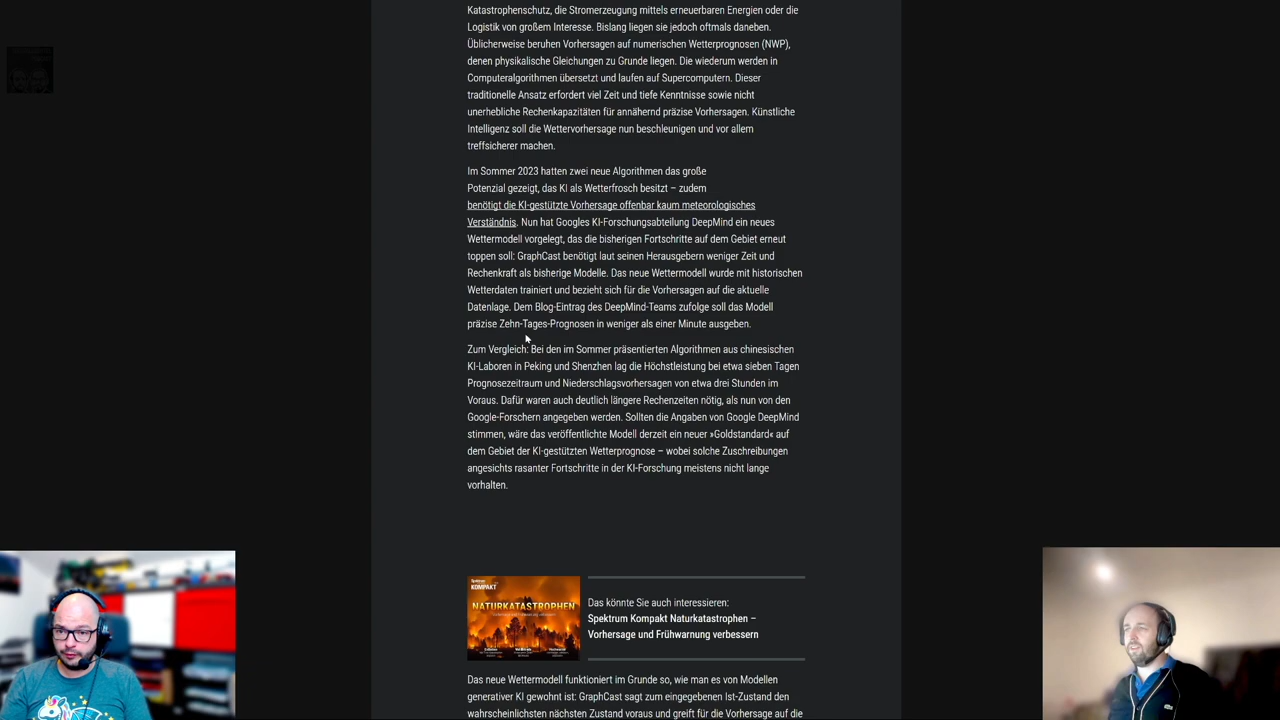 Katastrophenschutz, die Stromerzeugung mittels erneuerbaren Energien oder die
Logistik von großem Interesse. Bislang liegen sie jedoch oftmals daneben.
Üblicherweise beruhen Vorhersagen auf numerischen Wetterprognosen (NWP),
denen physikalische Gleichungen zu Grunde liegen. Die wiederum werden in
Computeralgorithmen übersetzt und laufen auf Supercomputern. Dieser
traditionelle Ansatz erfordert viel Zeit und tiefe Kenntnisse sowie nicht
unerhebliche Rechenkapazitäten für annähernd präzise Vorhersagen. Künstliche
Intelligenz soll die Wettervorhersage nun beschleunigen und vor allem
treffsicherer machen.
Im Sommer 2023 hatten zwei neue Algorithmen das große
Potenzial gezeigt, das KI als Wetterfrosch besitzt – zudem
benötigt die KI-gestützte Vorhersage offenbar kaum meteorologisches
Verständnis. Nun hat Googles KI-Forschungsabteilung DeepMind ein neues
Wettermodell vorgelegt, das die bisherigen Fortschritte auf dem Gebiet erneut
toppen soll: GraphCast benötigt laut seinen Herausgebern weniger Zeit und
Rechenkraft als bisherige Modelle. Das neue Wettermodell wurde mit historischen
Wetterdaten trainiert und bezieht sich für die Vorhersagen auf die aktuelle
Datenlage. Dem Blog-Eintrag des DeepMind-Teams zufolge soll das Modell
präzise Zehn-Tages-Prognosen in weniger als einer Minute ausgeben.
Zum Vergleich: Bei den im Sommer präsentierten Algorithmen aus chinesischen
KI-Laboren in Peking und Shenzhen lag die Höchstleistung bei etwa sieben Tagen
Prognosezeitraum und Niederschlagsvorhersagen von etwa drei Stunden im
Voraus. Dafür waren auch deutlich längere Rechenzeiten nötig, als nun von den
Google-Forschern angegeben werden. Sollten die Angaben von Google DeepMind
stimmen, wäre das veröffentlichte Modell derzeit ein neuer »Goldstandard« auf
dem Gebiet der KI-gestützten Wetterprognose – wobei solche Zuschreibungen
angesichts rasanter Fortschritte in der KI-Forschung meistens nicht lange
vorhalten.
Spektrum
KOMPAKT
NATURKATASTROPHEN
Das könnte Sie auch interessieren:
Spektrum Kompakt Naturkatastrophen –
Vorhersage und Frühwarnung verbessern
Das neue Wettermodell funktioniert im Grunde so, wie man es von Modellen
generativer KI gewohnt ist: GraphCast sagt zum eingegebenen Ist-Zustand den
wahrscheinlichsten nächsten Zustand voraus und greift für die Vorhersage auf die